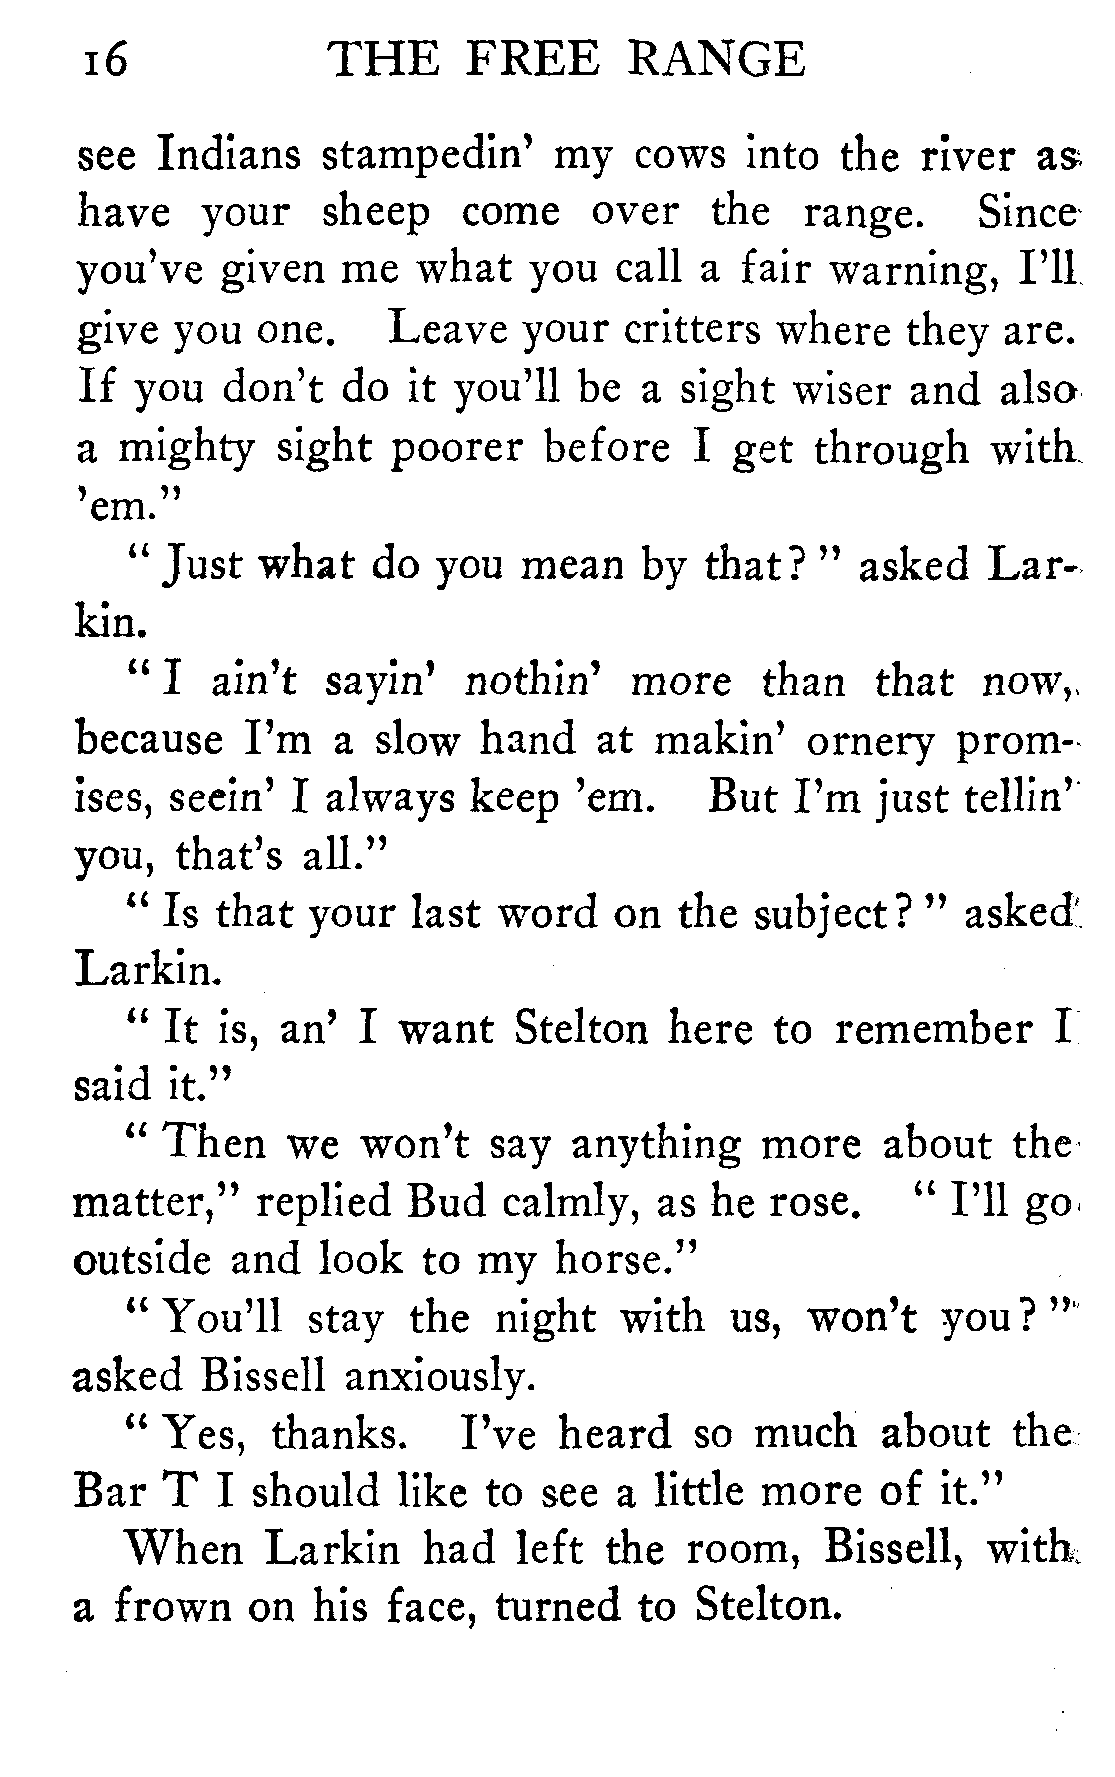 16 THE FREE RANGE
see Indians stampedin' my cows into the river as
have your sheep come over the range. Since
you've given me what you call a fair warning, I'll
give you one. Leave your critters where they are.
If you don't do it you'll be a sight wiser and also
a mighty sight poorer before I get through with
'em."
" Just what do you mean by that? " asked Lar-
kin.
" I ain't sayin' nothin' more than that now,
because I'm a slow hand at makin' ornery prom-
ises, seein' I always keep 'em. But I'm just tellin'
you, that's all."
" Is that your last word on the subject? " asked
Larkin.
" It is, an' I want Stelton here to remember I
said it."
" Then we won't say anything more about the
matter," replied Bud calmly, as he rose. " I'll go
outside and look to my horse."
" You'll stay the night with us, won't you? "
asked Bissell anxiously.
" Yes, thanks. I've heard so much about the
Bar T I should like to see a little more of it."
When Larkin had left the room, Bissell, with
a frown on his face, turned to Stelton.